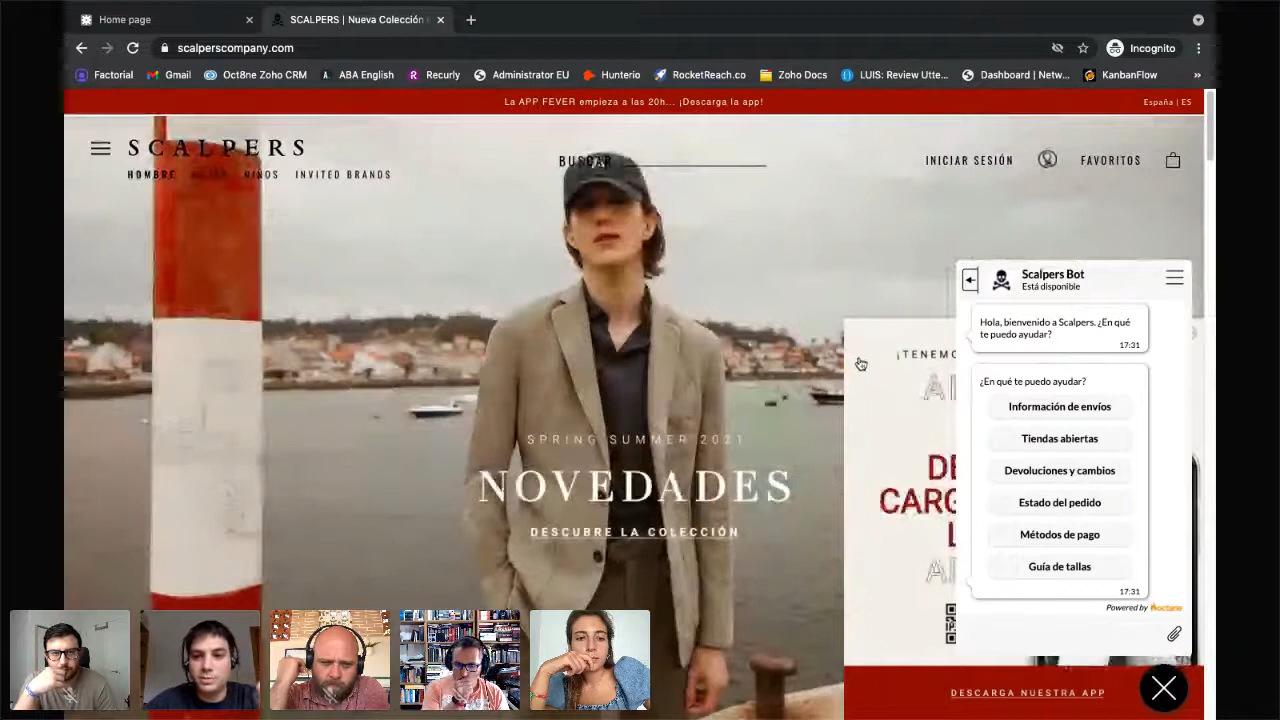 Home page
SCALPERS | Nueva Colección
scalperscompany.com
Incognito
Factorial
Gmail
Oct8ne Zoho CRM
ABA English
Recurly
Administrator EU
Hunterio
RocketReach.co
Zoho Docs
LUIS: Review Utte...
Dashboard | Netw...
KanbanFlow
»
La APP FEVER empieza a las 20h... ¡Descarga la app!
España | ES
SCALPERS
BUSCAR
INICIAR SESIÓN
FAVORITOS
HOMBRE
NIÑOS
INVITED BRANDS
Scalpers Bot
Está disponible
Hola, bienvenido a Scalpers. ¿En qué
te puedo ayudar?
17:31
¡TENEMO
¿En qué te puedo ayudar?
Información de envíos
Tiendas abiertas
Devoluciones y cambios
Estado del pedido
Métodos de pago
Guía de tallas
17:31
Powered by octane
SPRING SUMMER 2021
NOVEDADES
DESCUBRE LA COLECCIÓN
DE
CARG
L
DESCARGA NUESTRA APP